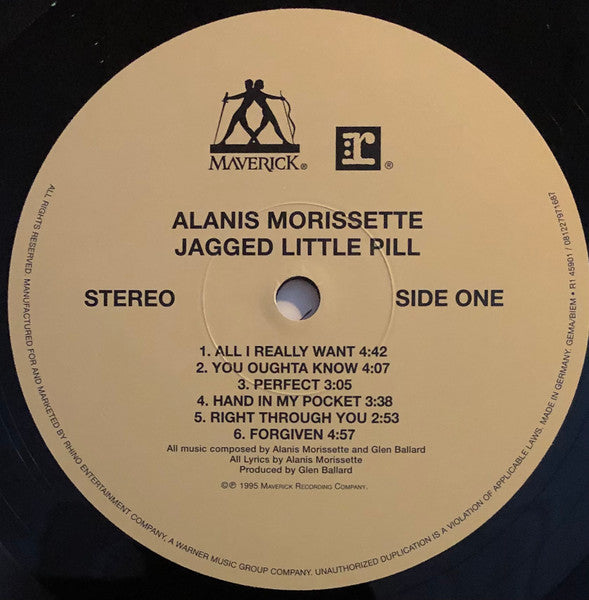 MAVERICK®
r®
ALANIS MORISSETTE
JAGGED LITTLE PILL
STEREO
SIDE ONE
1. ALL I REALLY WANT 4:42
2. YOU OUGHTA KNOW 4:07
3. PERFECT 3:05
4. HAND IN MY POCKET 3:38
5. RIGHT THROUGH YOU 2:53
6. FORGIVEN 4:57
All music composed by Alanis Morissette and Glen Ballard
All Lyrics by Alanis Morissette
Produced by Glen Ballard
©℗ 1995 MAVERICK RECORDING COMPANY.
ALL RIGHTS RESERVED. MANUFACTURED FOR AND MARKETED BY RHINO ENTERTAINMENT COMPANY, A WARNER MUSIC GROUP COMPANY. UNAUTHORIZED DUPLICATION IS A VIOLATION OF APPLICABLE LAWS. MADE IN GERMANY. GEMA/BIEM • R1 45901 / 081227971687